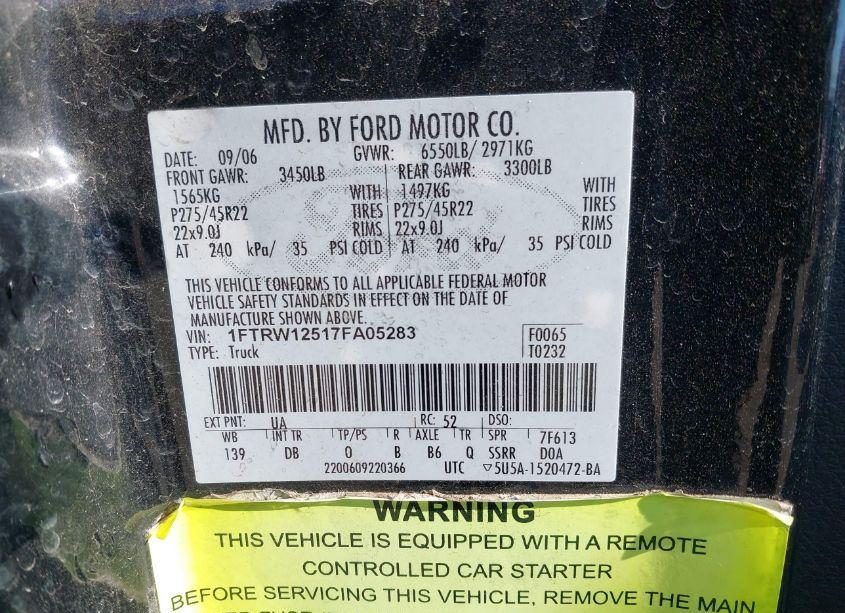 MFD. BY FORD MOTOR CO.
DATE: 09/06 GVWR: 6550LB/ 2971KG
FRONT GAWR: 3450LB REAR GAWR: 3300LB
1565KG WITH 1497KG WITH
P275/45R22 TIRES P275/45R22 TIRES
22x9.0J RIMS 22x9.0J RIMS
AT 240 kPa/ 35 PSI COLD AT 240 kPa/ 35 PSI COLD
THIS VEHICLE CONFORMS TO ALL APPLICABLE FEDERAL MOTOR
VEHICLE SAFETY STANDARDS IN EFFECT ON THE DATE OF
MANUFACTURE SHOWN ABOVE.
VIN: 1FTRW12517FA05283 F0065
TYPE: Truck T0232
EXT PNT: UA RC: 52 DSO:
WB INT TR TP/PS R AXLE TR SPR 7F613
139 DB O B B6 Q SSRR DOA
2200609220366 UTC ▽5U5A-1520472-BA
WARNING
THIS VEHICLE IS EQUIPPED WITH A REMOTE
CONTROLLED CAR STARTER
BEFORE SERVICING THIS VEHICLE, REMOVE THE MAIN